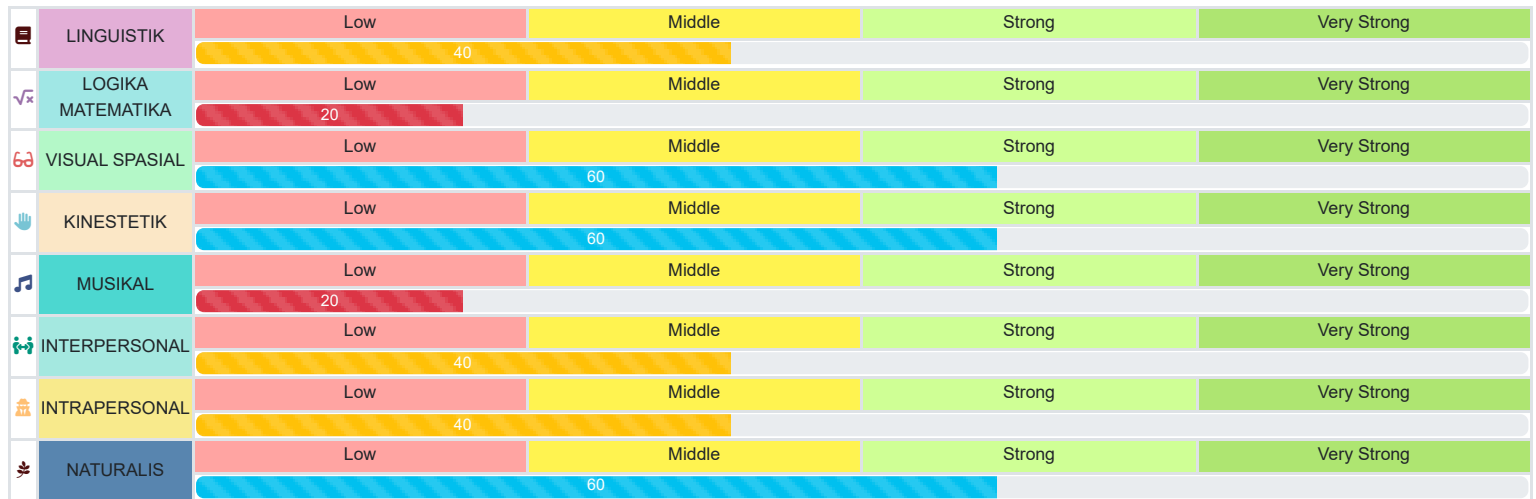 LINGUISTIK
Low Middle Strong Very Strong
40
LOGIKA
MATEMATIKA
Low Middle Strong Very Strong
20
VISUAL SPASIAL
Low Middle Strong Very Strong
60
KINESTETIK
Low Middle Strong Very Strong
60
MUSIKAL
Low Middle Strong Very Strong
20
INTERPERSONAL
Low Middle Strong Very Strong
40
INTRAPERSONAL
Low Middle Strong Very Strong
40
NATURALIS
Low Middle Strong Very Strong
60